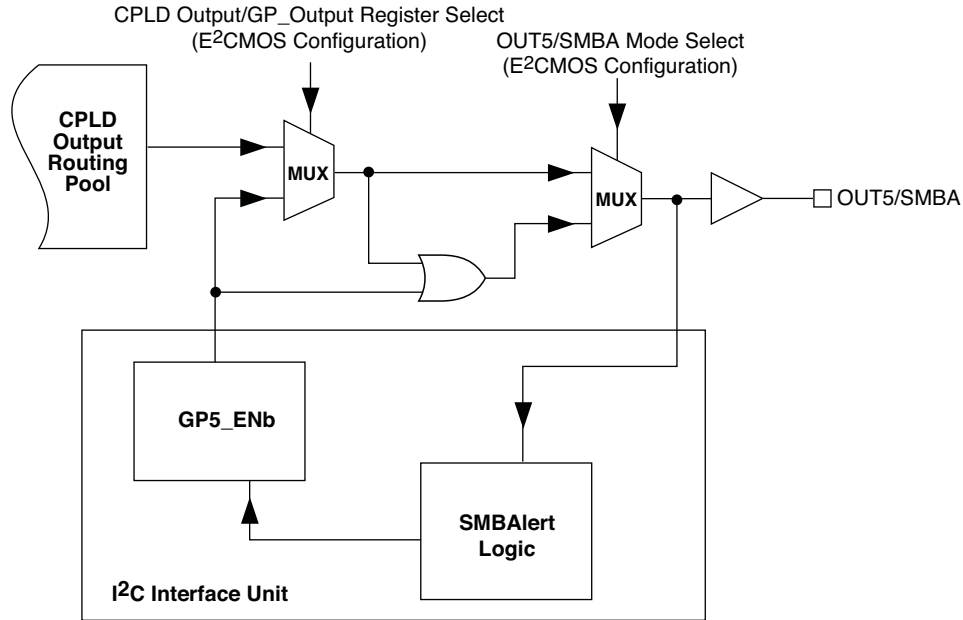 CPLD Output/GP_Output Register Select
(E²CMOS Configuration)
OUT5/SMBA Mode Select
(E²CMOS Configuration)
CPLD
Output
Routing
Pool
MUX
MUX
OUT5/SMBA
GP5_ENb
SMBAlert
Logic
I²C Interface Unit